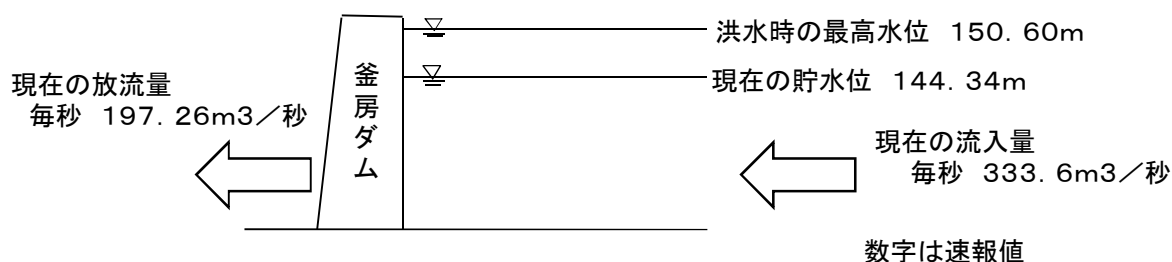 洪水時の最高水位　150．60m
現在の貯水位　144．34m
現在の放流量
毎秒　197．26m3／秒
釜房ダム
現在の流入量
毎秒　333．6m3／秒
数字は速報値